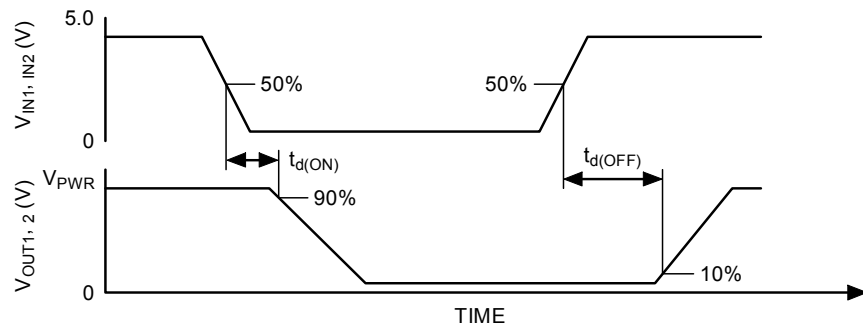 5.0
V_IN1, IN2 (V)
50%
50%
0
t_d(ON)
t_d(OFF)
V_PWR
V_OUT1, 2 (V)
90%
10%
0
TIME